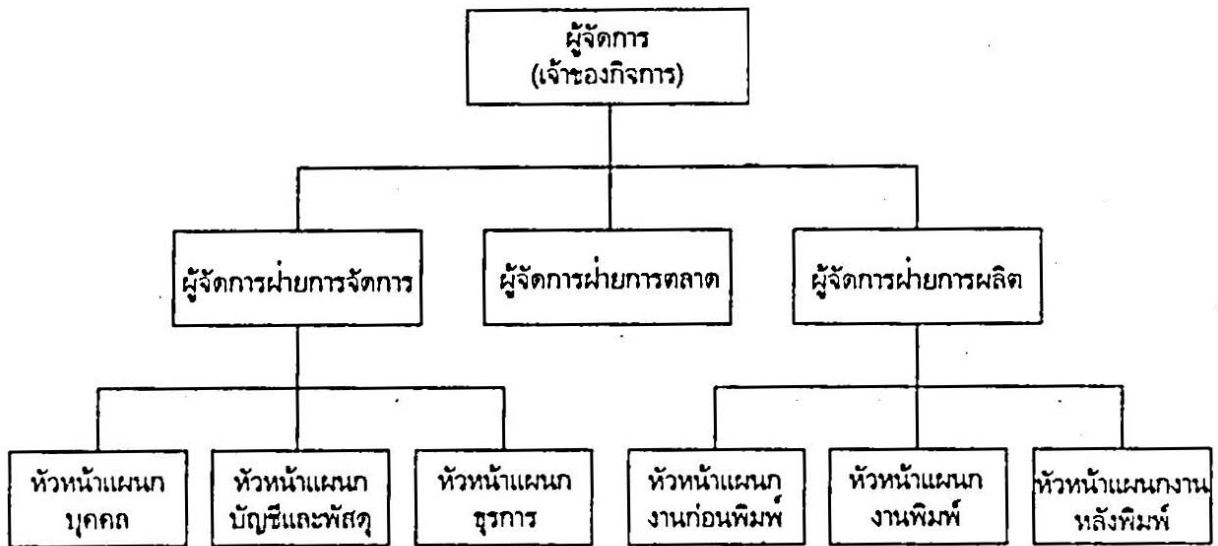 ผู้จัดการ
(เจ้าของกิจการ)
ผู้จัดการฝ่ายการจัดการ
ผู้จัดการฝ่ายการตลาด
ผู้จัดการฝ่ายการผลิต
หัวหน้าแผนก
บุคคล
หัวหน้าแผนก
บัญชีและพัสดุ
หัวหน้าแผนก
ธุรการ
หัวหน้าแผนก
งานก่อนพิมพ์
หัวหน้าแผนก
งานพิมพ์
หัวหน้าแผนกงาน
หลังพิมพ์